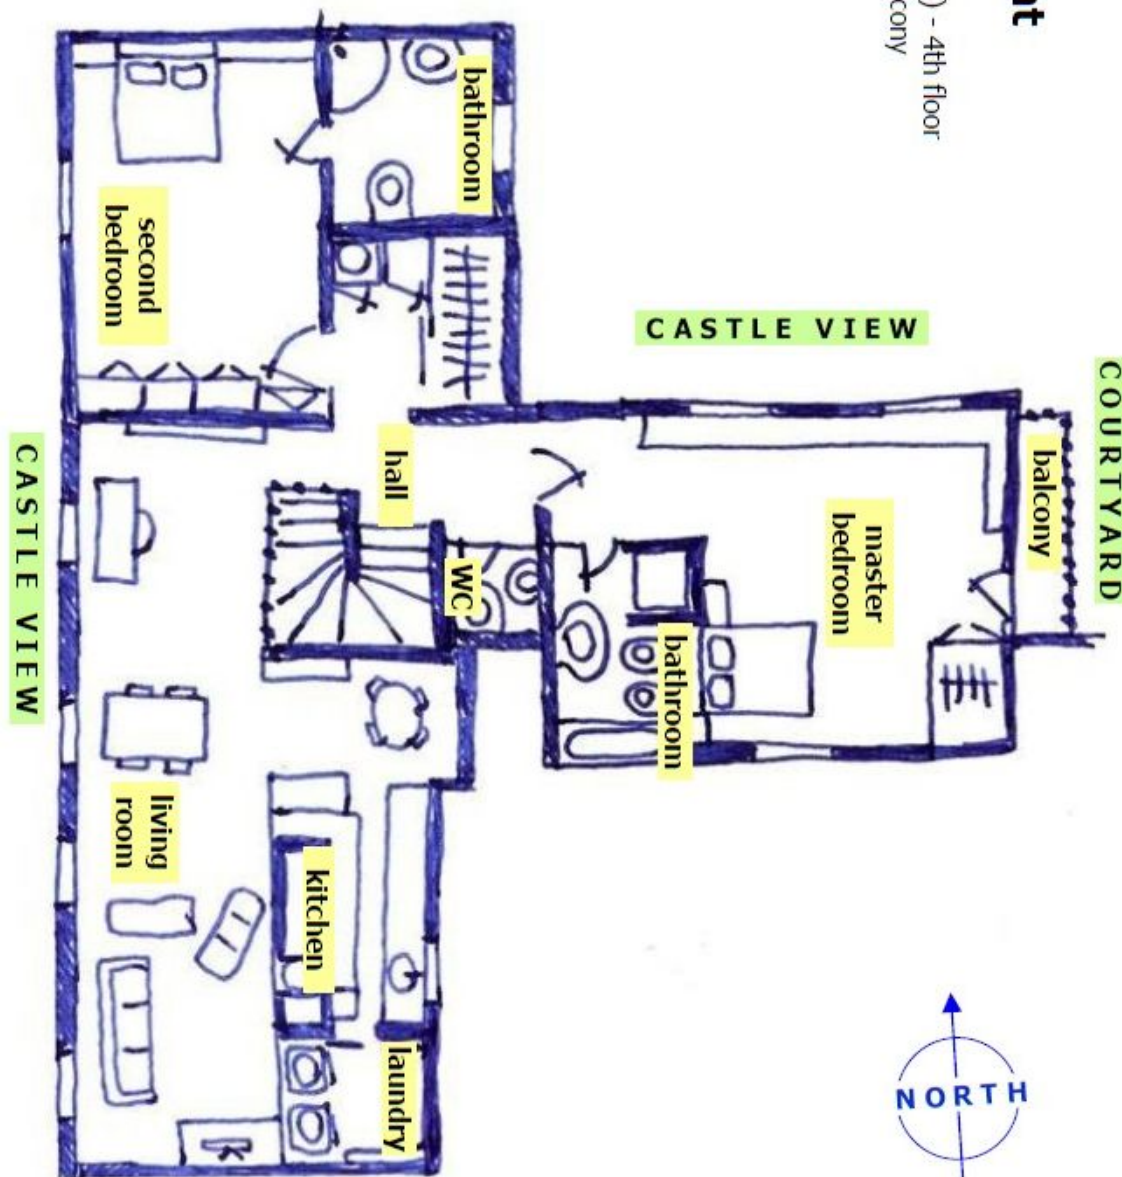 - 4th floor
CASTLE VIEW
COURTYARD
balcony
bathroom
second
bedroom
hall
WC
master
bedroom
bathroom
CASTLE VIEW
living
room
kitchen
laundry
NORTH